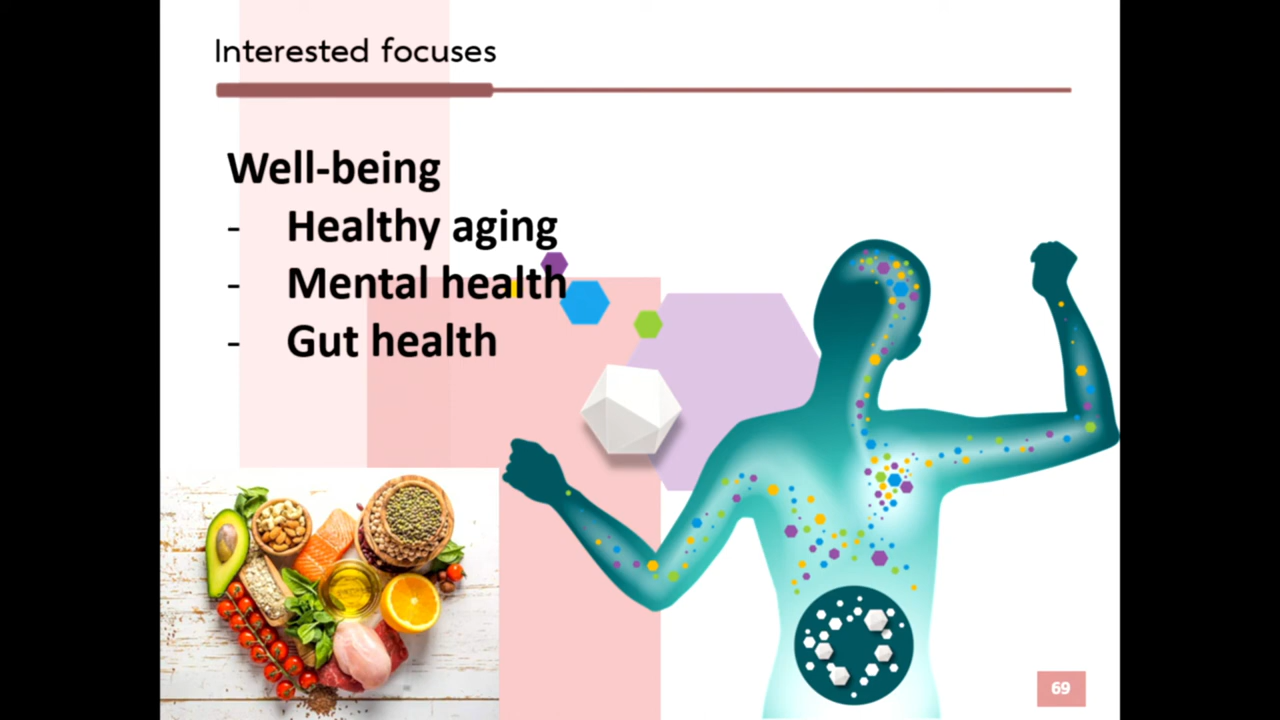 Interested focuses
Well-being
- Healthy aging
- Mental health
- Gut health
69